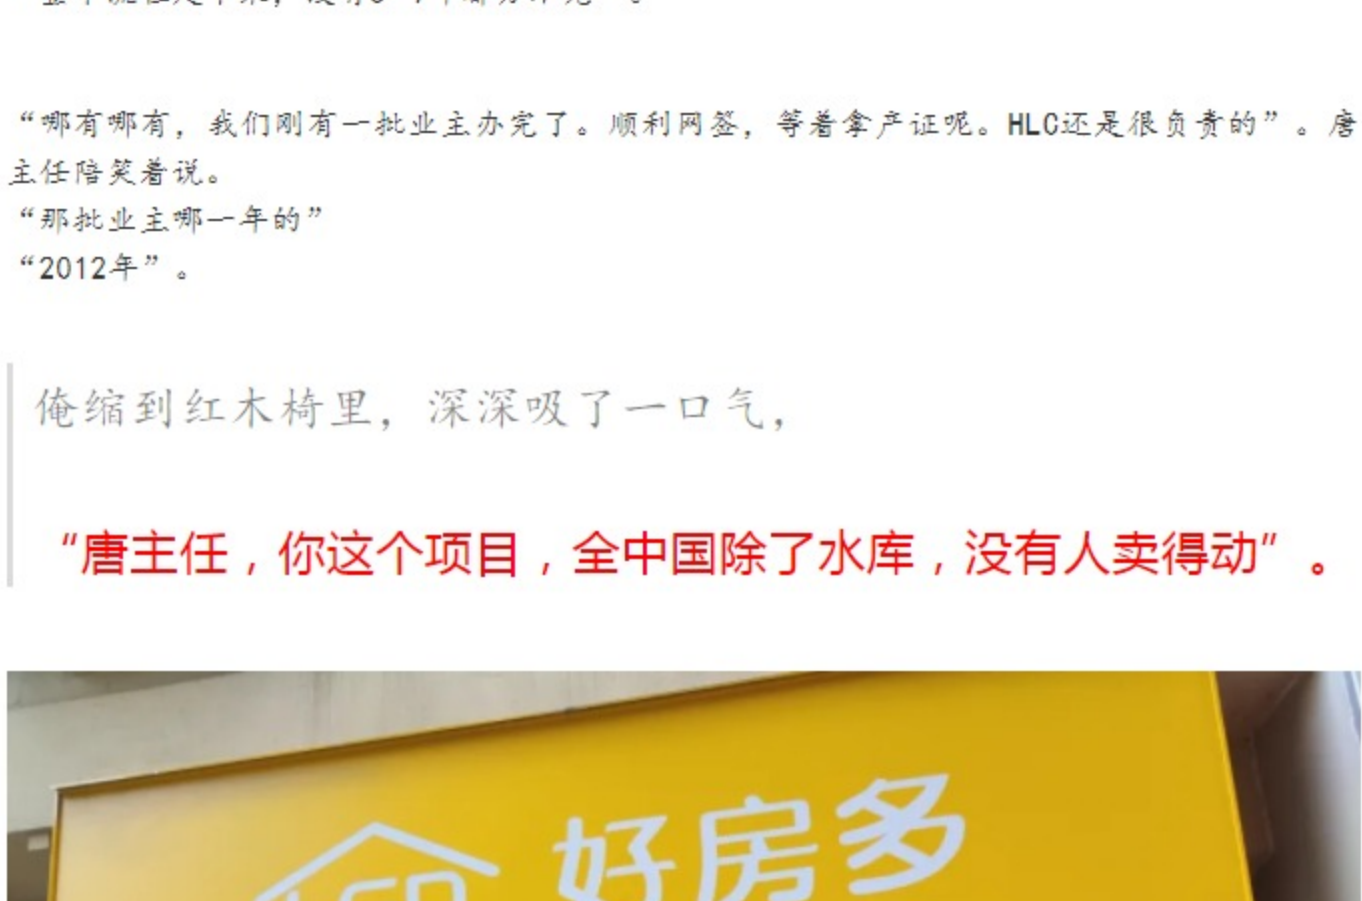 “哪有哪有，我们刚有一批业主办完了。顺利网签，等着拿产证呢。HLC还是很负责的”。唐
主任陪笑着说。
“那批业主哪一年的”
“2012年”。
俺缩到红木椅里，深深吸了一口气，
“唐主任，你这个项目，全中国除了水库，没有人卖得动”。
好房多